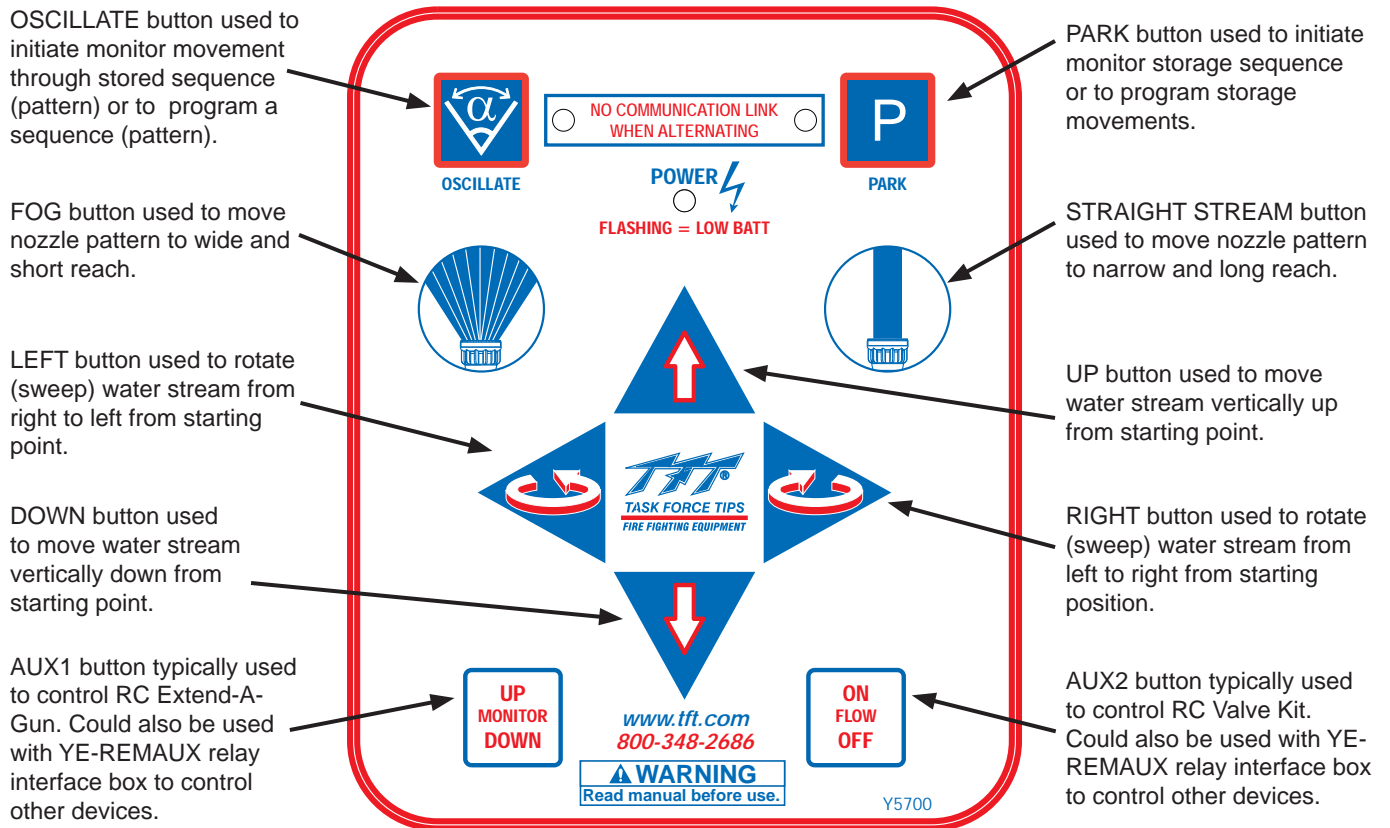 OSCILLATE button used to
initiate monitor movement
through stored sequence
(pattern) or to program a
sequence (pattern).
FOG button used to move
nozzle pattern to wide and
short reach.
LEFT button used to rotate
(sweep) water stream from
right to left from starting
point.
DOWN button used
to move water stream
vertically down from
starting point.
AUX1 button typically used
to control RC Extend-A-
Gun. Could also be used
with YE-REMAUX relay
interface box to control
other devices.
α
OSCILLATE
NO COMMUNICATION LINK
WHEN ALTERNATING
POWER
FLASHING = LOW BATT
P
PARK
TFT®
TASK FORCE TIPS
FIRE FIGHTING EQUIPMENT
UP
MONITOR
DOWN
www.tft.com
800-348-2686
WARNING
Read manual before use.
ON
FLOW
OFF
Y5700
PARK button used to initiate
monitor storage sequence
or to program storage
movements.
STRAIGHT STREAM button
used to move nozzle pattern
to narrow and long reach.
UP button used to move
water stream vertically up
from starting point.
RIGHT button used to rotate
(sweep) water stream from
left to right from starting
position.
AUX2 button typically used
to control RC Valve Kit.
Could also be used with YE-
REMAUX relay interface box
to control other devices.